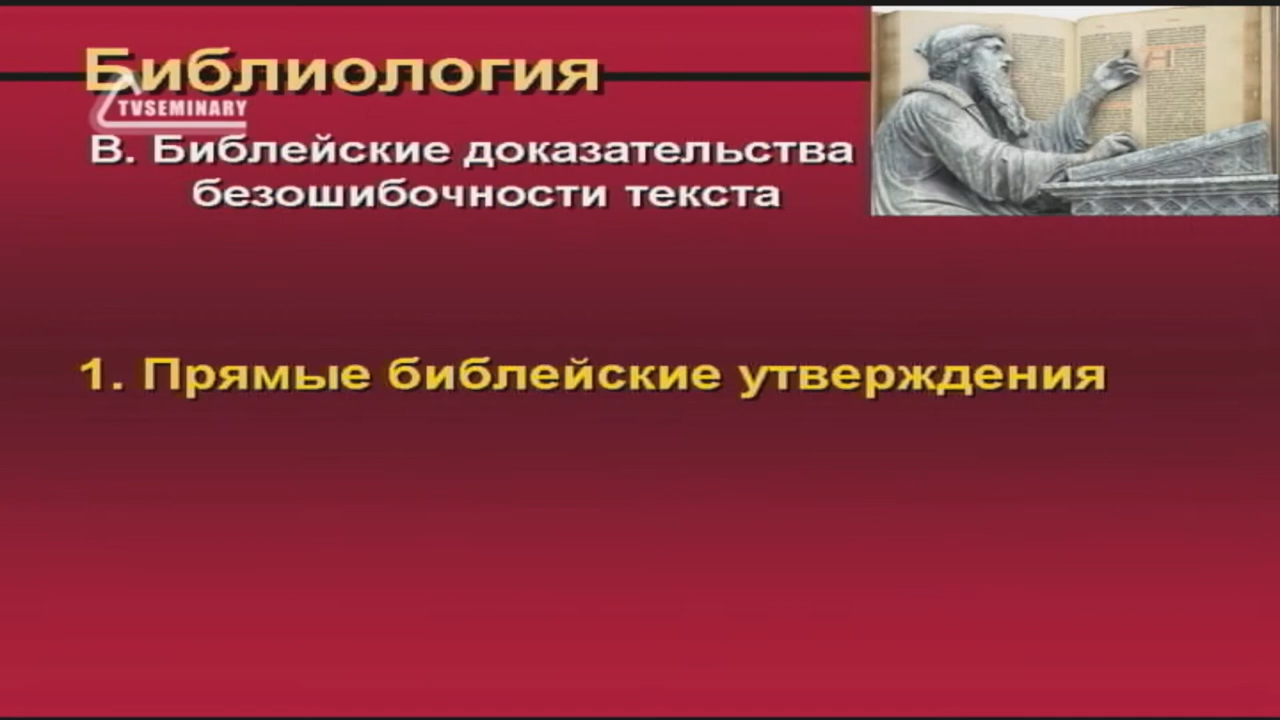 Библиология
TVSEMINARY
В. Библейские доказательства
безошибочности текста
1. Прямые библейские утверждения